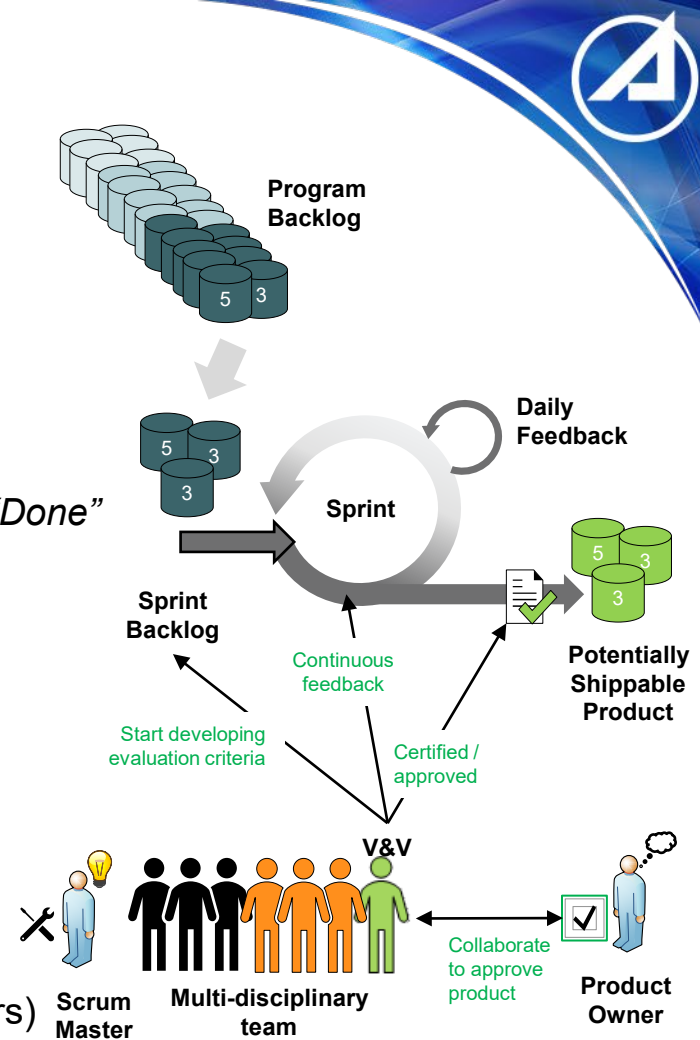 Program
Backlog
5
3
Daily
Feedback
5
3
3
Done”
Sprint
5
3
3
Sprint
Backlog
Potentially
Shippable
Product
Continuous
feedback
Start developing
evaluation criteria
Certified /
approved
V&V
Collaborate
to approve
product
Product
Owner
rs)
Scrum
Master
Multi-disciplinary
team